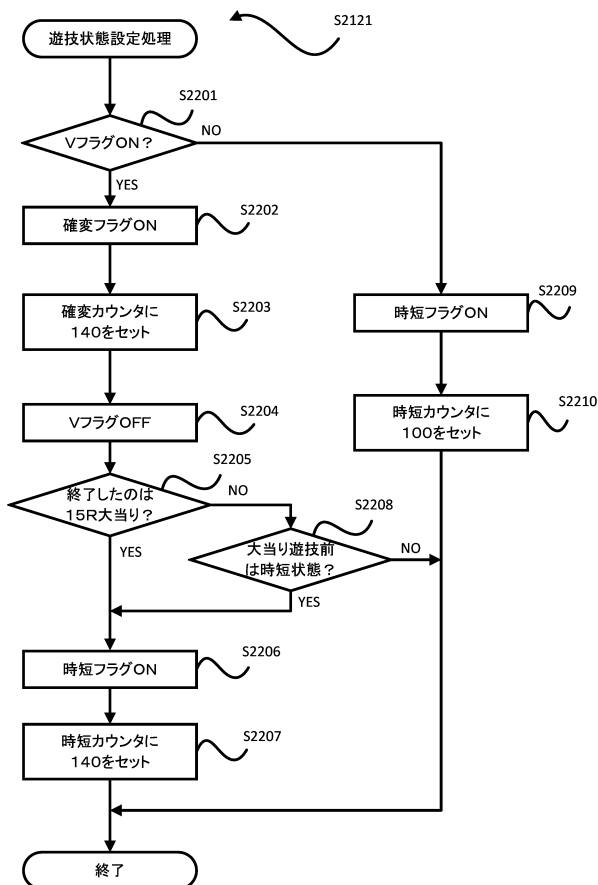 遊技状態設定処理
S2121
S2201
VフラグON？
NO
YES
S2202
確変フラグON
S2203
確変カウンタに
140をセット
S2204
VフラグOFF
S2205
終了したのは
15R大当り？
NO
YES
S2208
大当り遊技前
は時短状態？
NO
YES
S2206
時短フラグON
S2207
時短カウンタに
140をセット
S2209
時短フラグON
S2210
時短カウンタに
100をセット
終了